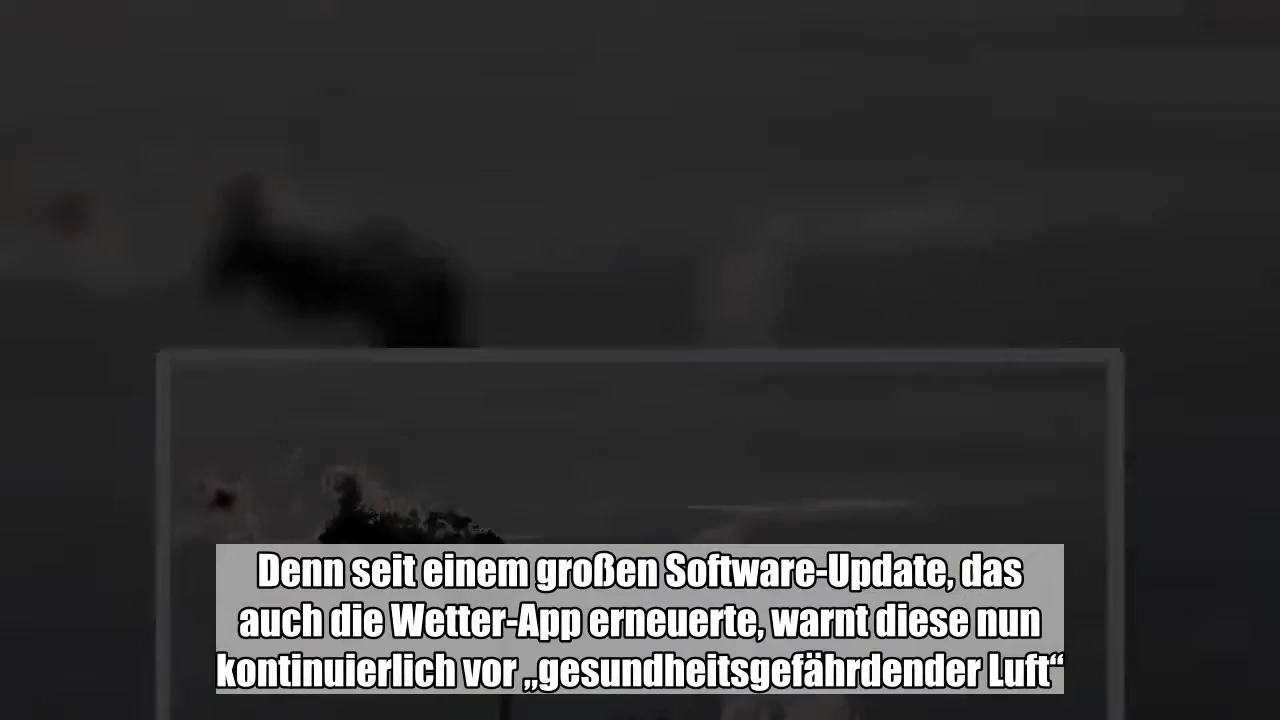 Denn seit einem großen Software-Update, das
auch die Wetter-App erneuerte, warnt diese nun
kontinuierlich vor „gesundheitsgefährdender Luft“